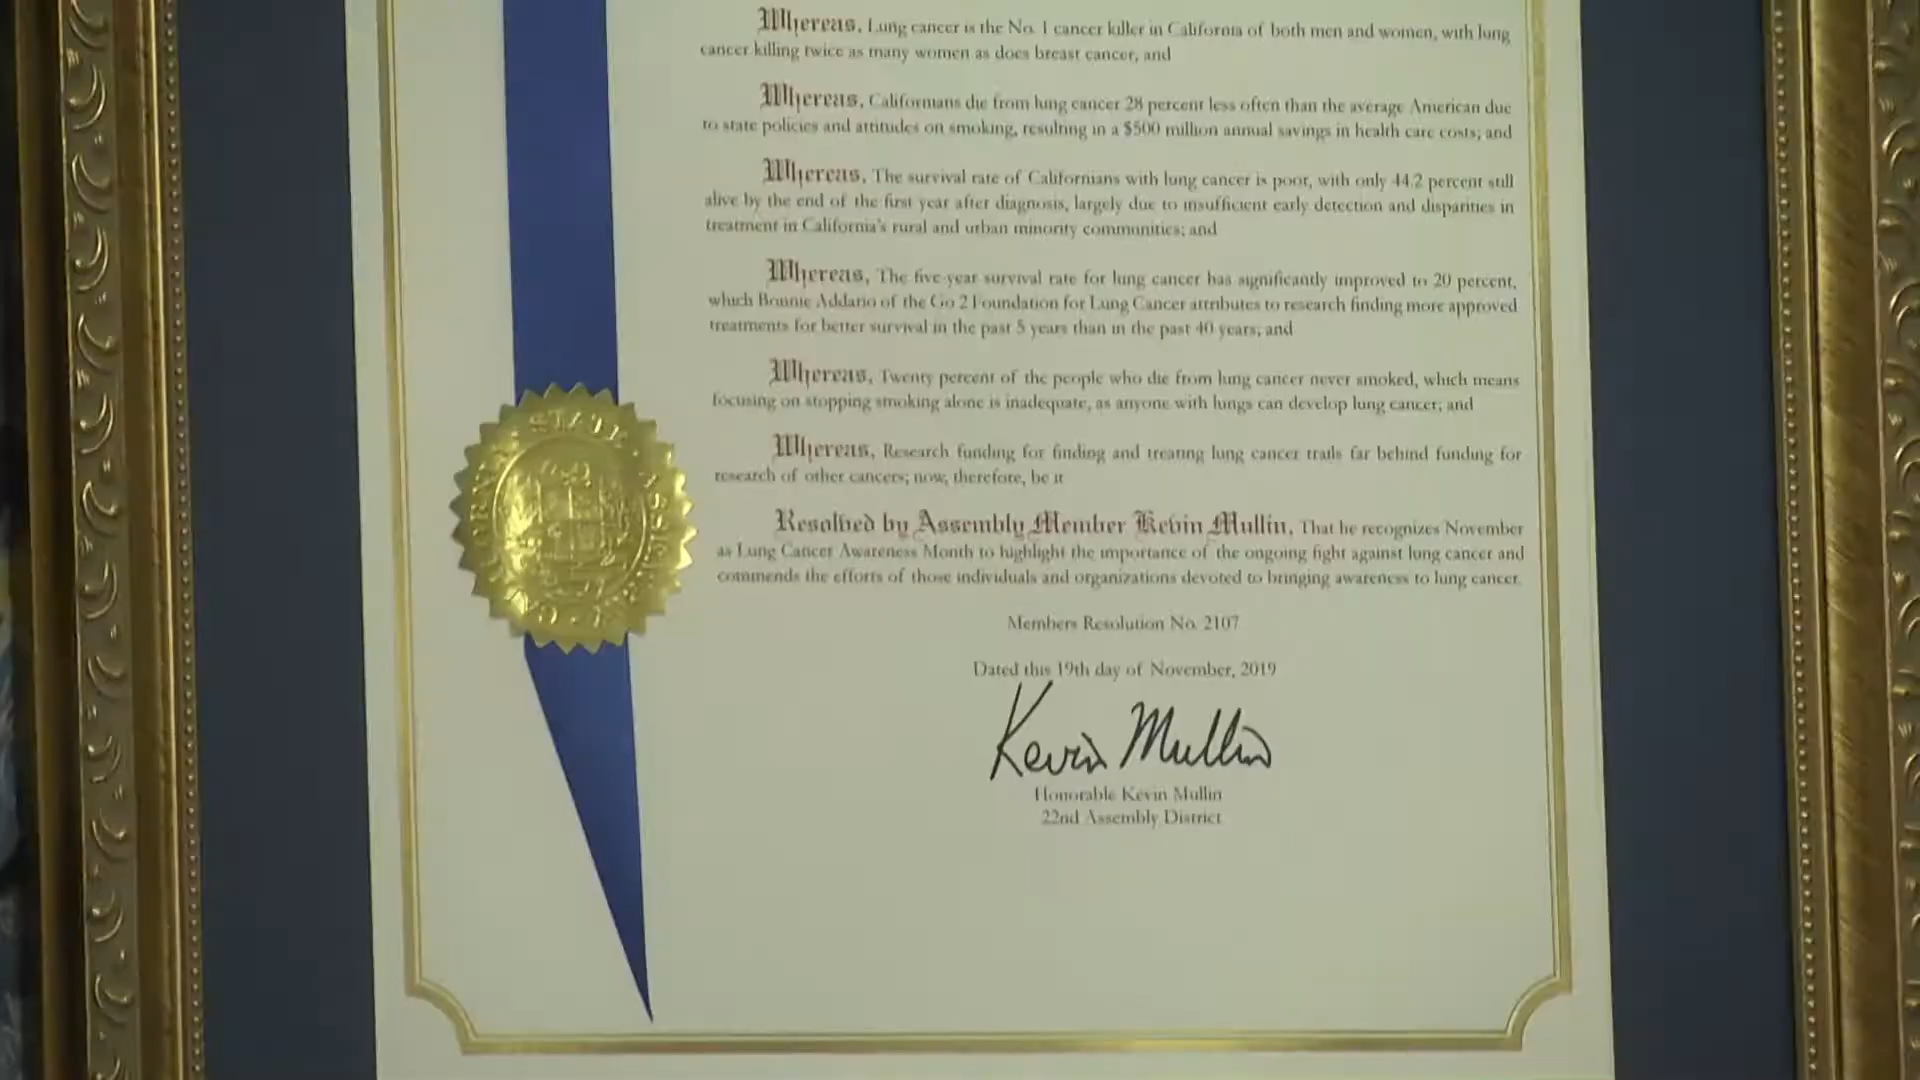 Whereas, Lung cancer is the No. 1 cancer killer in California of both men and women, with lung
cancer killing twice as many women as does breast cancer, and
Whereas, Californians die from lung cancer 28 percent less often than the average American due
to state policies and attitudes on smoking, resulting in a $500 million annual savings in health care costs; and
Whereas, The survival rate of Californians with lung cancer is poor, with only 44.2 percent still
alive by the end of the first year after diagnosis, largely due to insufficient early detection and disparities in
treatment in California's rural and urban minority communities; and
Whereas, The five-year survival rate for lung cancer has significantly improved to 20 percent,
which Bonnie Addario of the Go 2 Foundation for Lung Cancer attributes to research finding more approved
treatments for better survival in the past 5 years than in the past 40 years; and
Whereas, Twenty percent of the people who die from lung cancer never smoked, which means
focusing on stopping smoking alone is inadequate, as anyone with lungs can develop lung cancer; and
Whereas, Research funding for finding and treating lung cancer trails far behind funding for
research of other cancers; now, therefore, be it
Resolved by Assembly Member Kevin Mullin, That he recognizes November
as Lung Cancer Awareness Month to highlight the importance of the ongoing fight against lung cancer and
commends the efforts of those individuals and organizations devoted to bringing awareness to lung cancer.
Members Resolution No. 2107
Dated this 19th day of November, 2019
Kevin Mullin
Honorable Kevin Mullin
22nd Assembly District
STATE